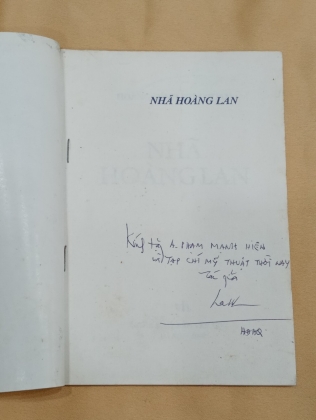 NHÃ HOÀNG LAN
NHÃ
HOÀNG LAN
Kính tặng A. PHẠM MẠNH HIÊN
và TẠP CHÍ MỸ THUẬT THỜI NAY
Tác giả